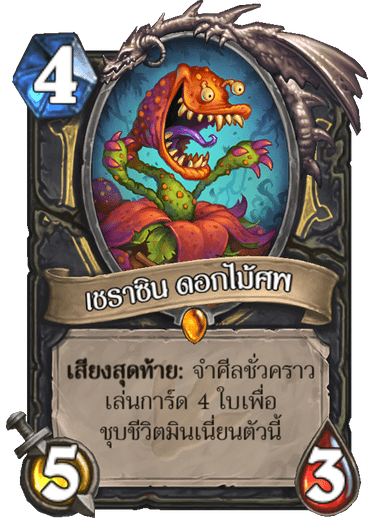 4
เชราซิน ดอกไม้ศพ
เสียงสุดท้าย: จำศีลชั่วคราว
เล่นการ์ด 4 ใบเพื่อ
ชุบชีวิตมินเนี่ยนตัวนี้
5
3